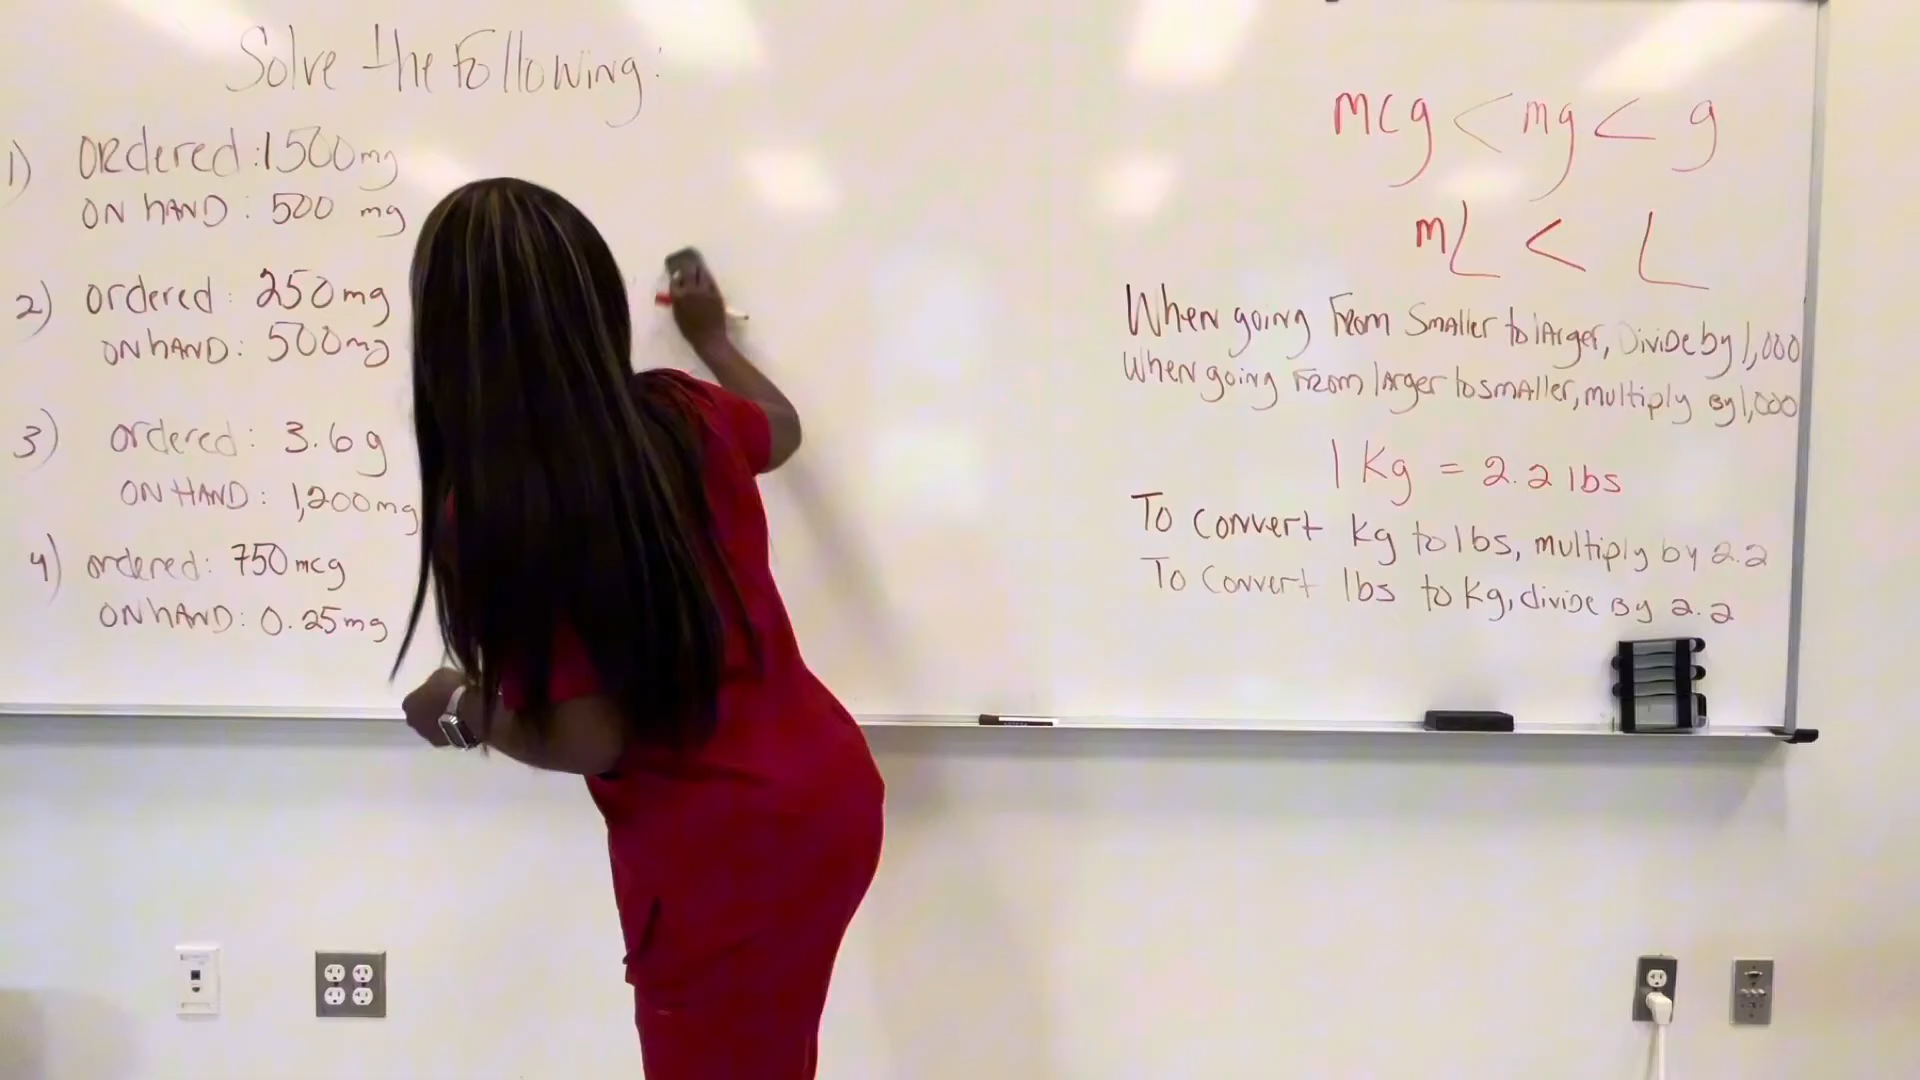 Solve the Following:
1) Ordered: 1500mg
ON hAND: 500 mg
2) Ordered: 250mg
ON hAND: 500mg
3) Ordered: 3.6g
ON HAND: 1,200mg
4) ordered: 750mcg
ON hAND: 0.25mg
mcg < mg < g
mL < L
When going From Smaller to lArger, Divide by 1,000
When going From lArger to smAller, multiply By 1,000
1 Kg = 2.2 lbs
To convert kg to lbs, multiply by 2.2
To Convert lbs to kg, divide By 2.2